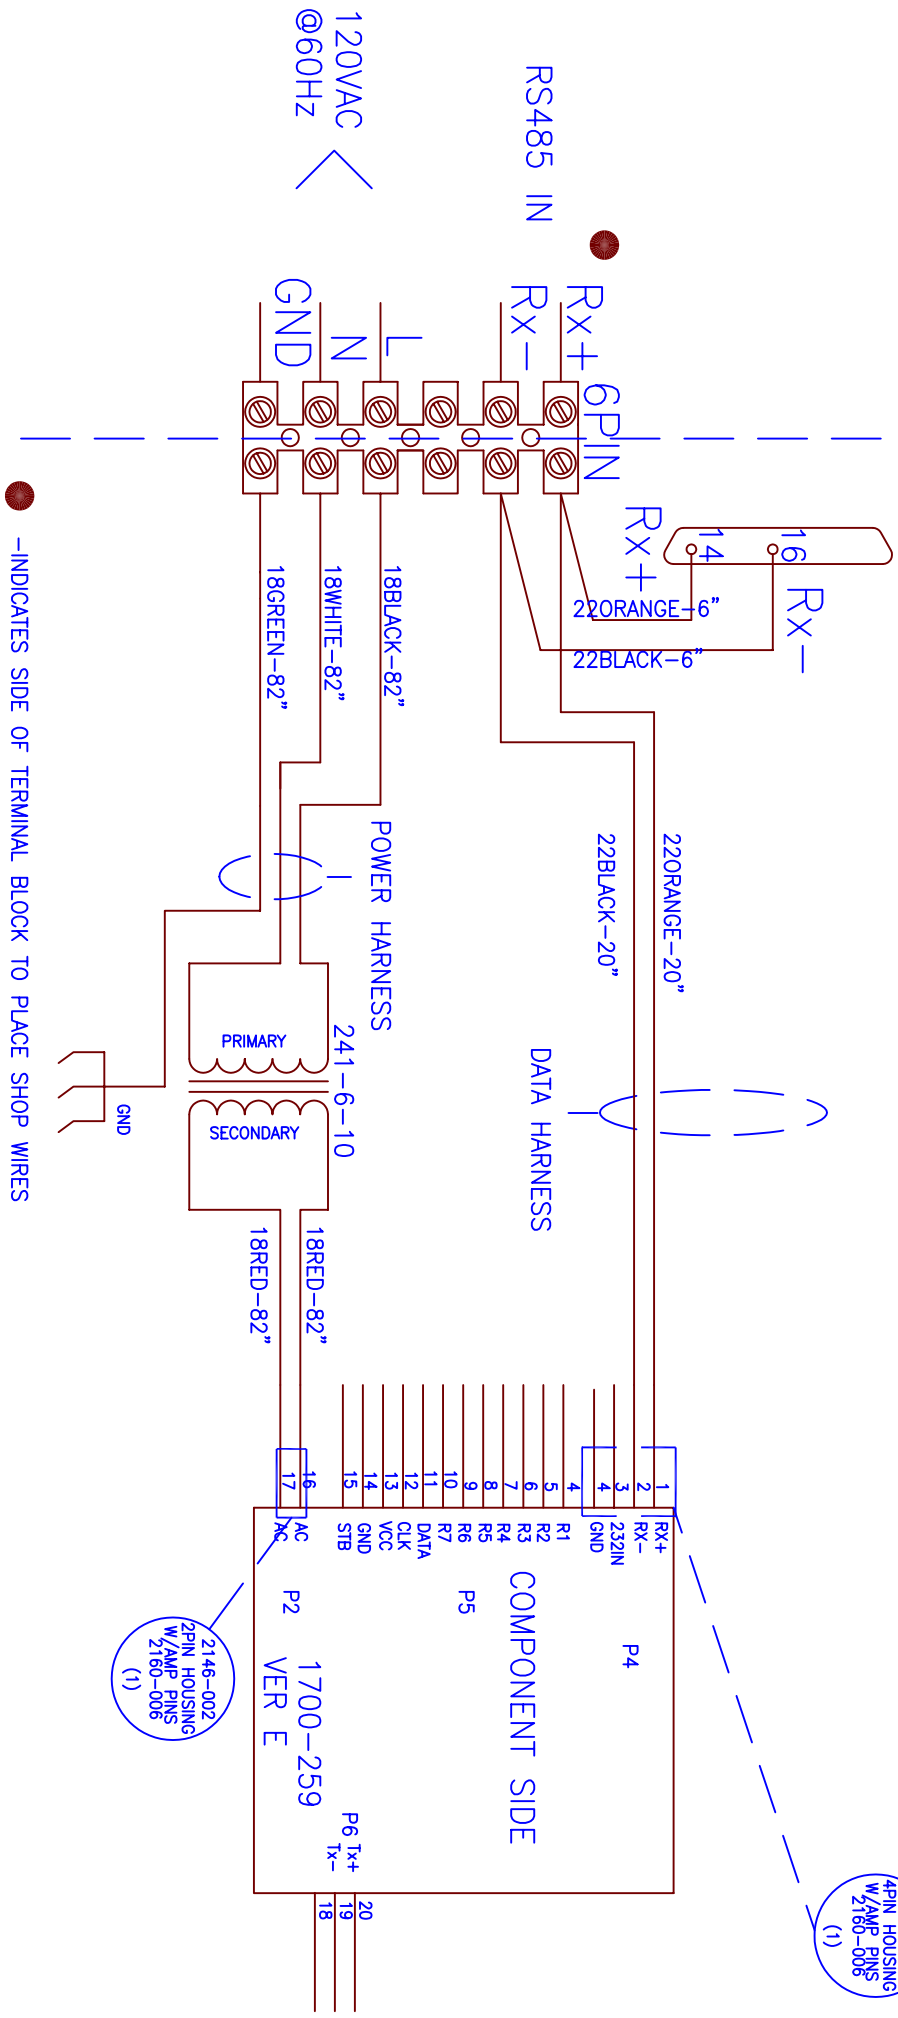 120VAC
@60Hz
RS485 IN
GND
N
L
Rx-
Rx+
6PIN
14
16
Rx+
Rx-
22ORANGE-6"
22BLACK-6"
18BLACK-82"
18WHITE-82"
18GREEN-82"
-INDICATES SIDE OF TERMINAL BLOCK TO PLACE SHOP WIRES
POWER HARNESS
22ORANGE-20"
22BLACK-20"
DATA HARNESS
241-6-10
PRIMARY
SECONDARY
GND
18RED-82"
18RED-82"
1 RX+
2 RX-
3 232IN
4 GND
4 R1
5 R2
6 R3
7 R4
8 R5
9 R6
10 R7
11 DATA
12 CLK
13 VCC
14 GND
15 STB
16 AC
17 AC
P4
P5
P2
COMPONENT SIDE
1700-259
VER E
P6 Tx+
Tx-
20
19
18
2146-002
2PIN HOUSING
W/AMP PINS
2160-006
(1)
4PIN HOUSING
W/AMP PINS
2160-006
(1)